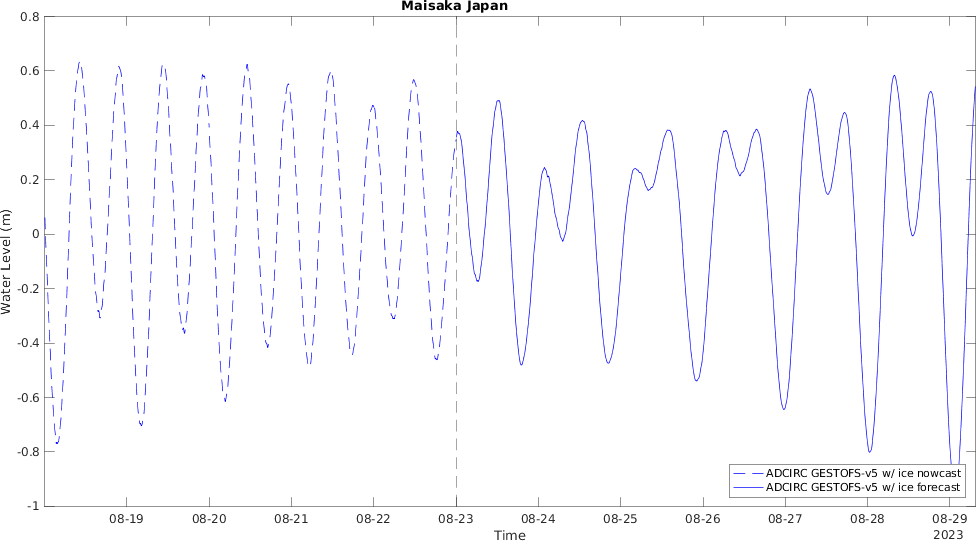 Maisaka Japan
0.8
0.6
0.4
0.2
0
-0.2
-0.4
-0.6
-0.8
-1
Water Level (m)
ADCIRC GESTOFS-v5 w/ ice nowcast
ADCIRC GESTOFS-v5 w/ ice forecast
08-19 08-20 08-21 08-22 08-23 08-24 08-25 08-26 08-27 08-28 08-29
2023
Time